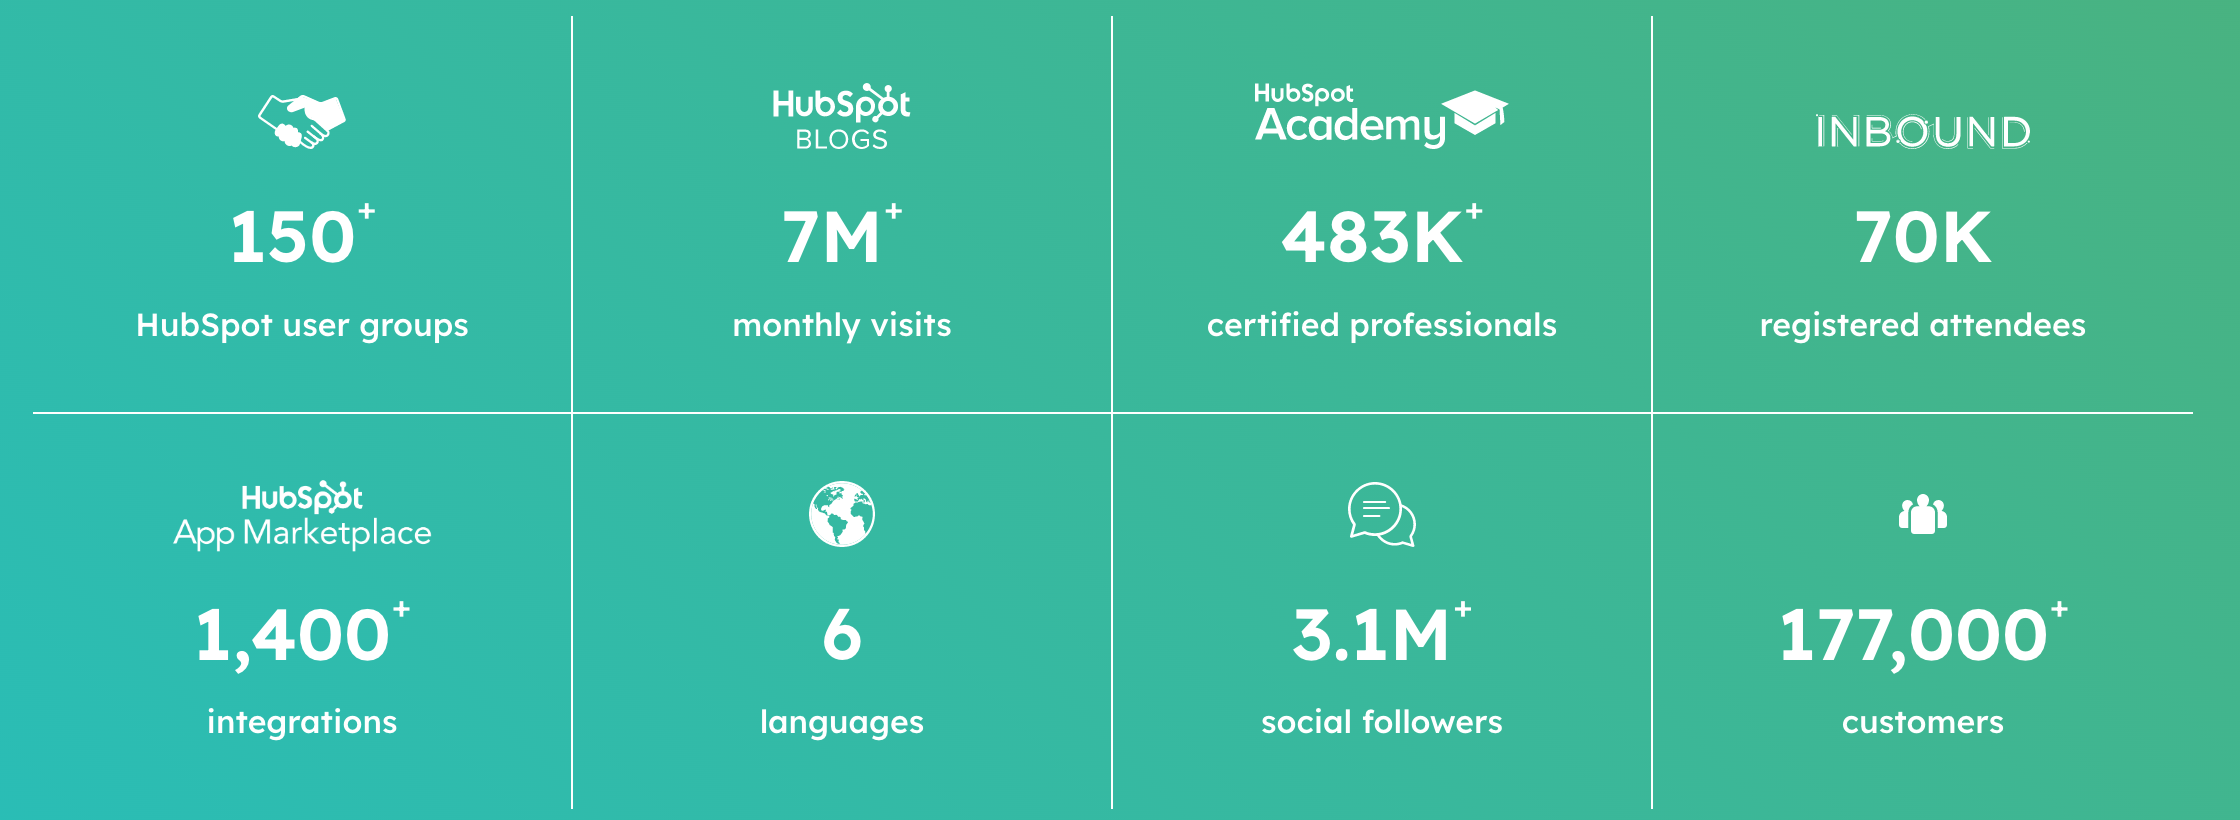 150+
HubSpot user groups
HubSpot
BLOGS
7M+
monthly visits
HubSpot
Academy
483K+
certified professionals
INBOUND
70K
registered attendees
HubSpot
App Marketplace
1,400+
integrations
6
languages
3.1M+
social followers
177,000+
customers